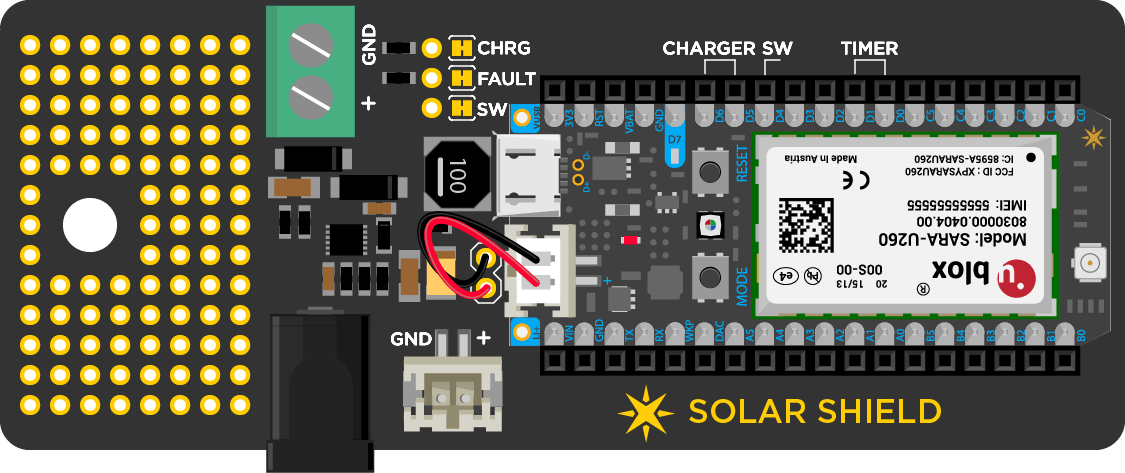 GND
+
CHRG
FAULT
SW
CHARGER SW
TIMER
VUSB
3V3
RST
VBAT
GND
D6
D5
D4
D3
D2
D1
D0
C5
C4
C3
C2
C1
C0
D7
D-
D+
100
RESET
MODE
+
Made in Austria
IC: 8595A-SARAU260
FCC : ID : XPYSARAU260
CE
IMEI: 5555555555555
8030000.0404.00
Model: SARA-U260
e4
00S-00
15/13
20
u blox
®
Li+
VIN
GND
TX
RX
WKP
DAC
A5
A4
A3
A2
A1
A0
B5
B4
B3
B2
B1
B0
GND
+
SOLAR SHIELD